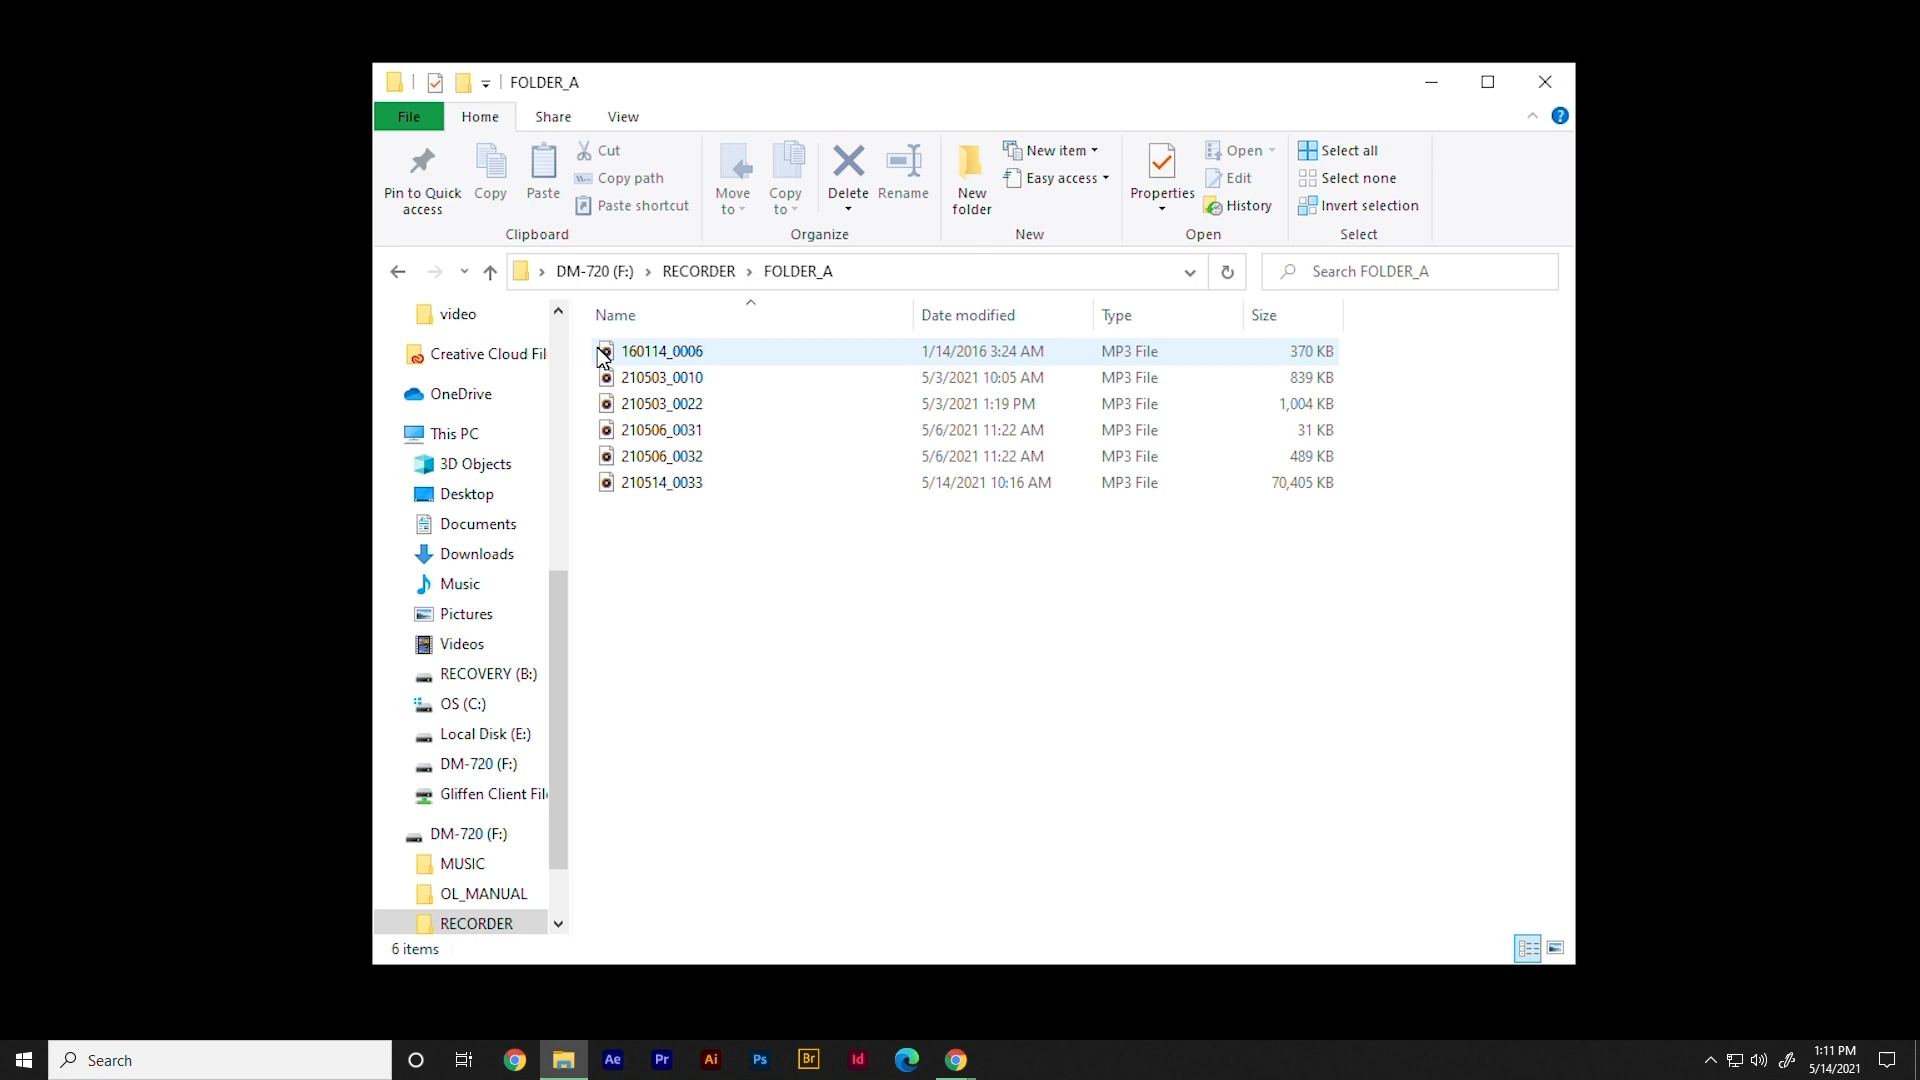 FOLDER_A
File Home Share View
Pin to Quick access
Copy
Paste
Cut
Copy path
Paste shortcut
Clipboard
Move to
Copy to
Delete
Rename
Organize
New folder
New item
Easy access
New
Properties
Open
Edit
History
Open
Select all
Select none
Invert selection
Select
DM-720 (F:) › RECORDER › FOLDER_A
Search FOLDER_A
video
Creative Cloud Fil
OneDrive
This PC
3D Objects
Desktop
Documents
Downloads
Music
Pictures
Videos
RECOVERY (B:)
OS (C:)
Local Disk (E:)
DM-720 (F:)
Gliffen Client Fil
DM-720 (F:)
MUSIC
OL_MANUAL
RECORDER
Name Date modified Type Size
160114_0006 1/14/2016 3:24 AM MP3 File 370 KB
210503_0010 5/3/2021 10:05 AM MP3 File 839 KB
210503_0022 5/3/2021 1:19 PM MP3 File 1,004 KB
210506_0031 5/6/2021 11:22 AM MP3 File 31 KB
210506_0032 5/6/2021 11:22 AM MP3 File 489 KB
210514_0033 5/14/2021 10:16 AM MP3 File 70,405 KB
6 items
Search
Ae Pr Ai Ps Br Id
1:11 PM
5/14/2021